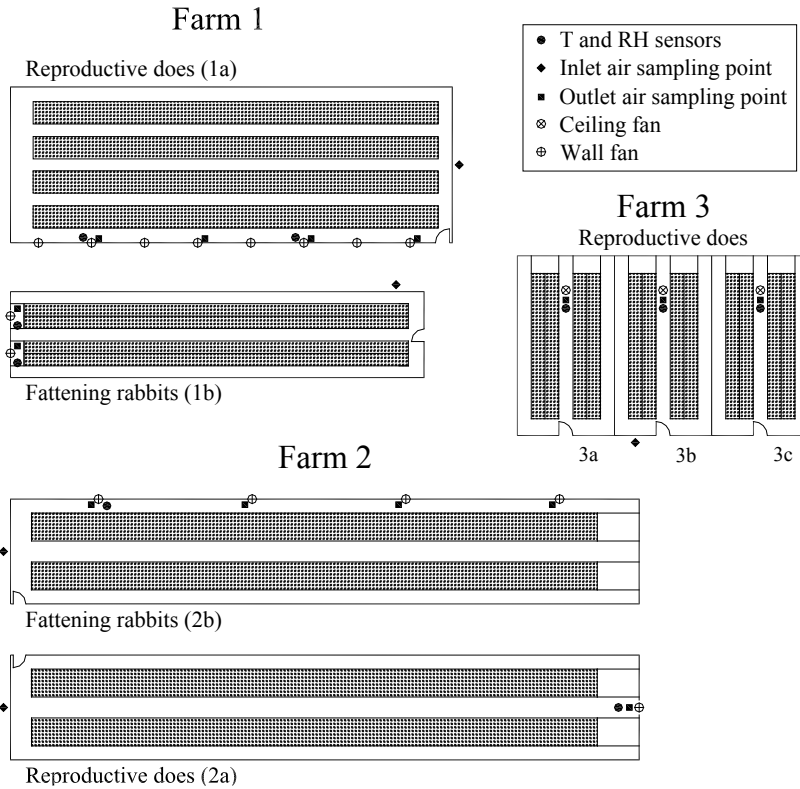 Farm 1
Reproductive does (1a)
T and RH sensors
Inlet air sampling point
Outlet air sampling point
Ceiling fan
Wall fan
Farm 3
Reproductive does
Fattening rabbits (1b)
3a
3b
3c
Farm 2
Fattening rabbits (2b)
Reproductive does (2a)